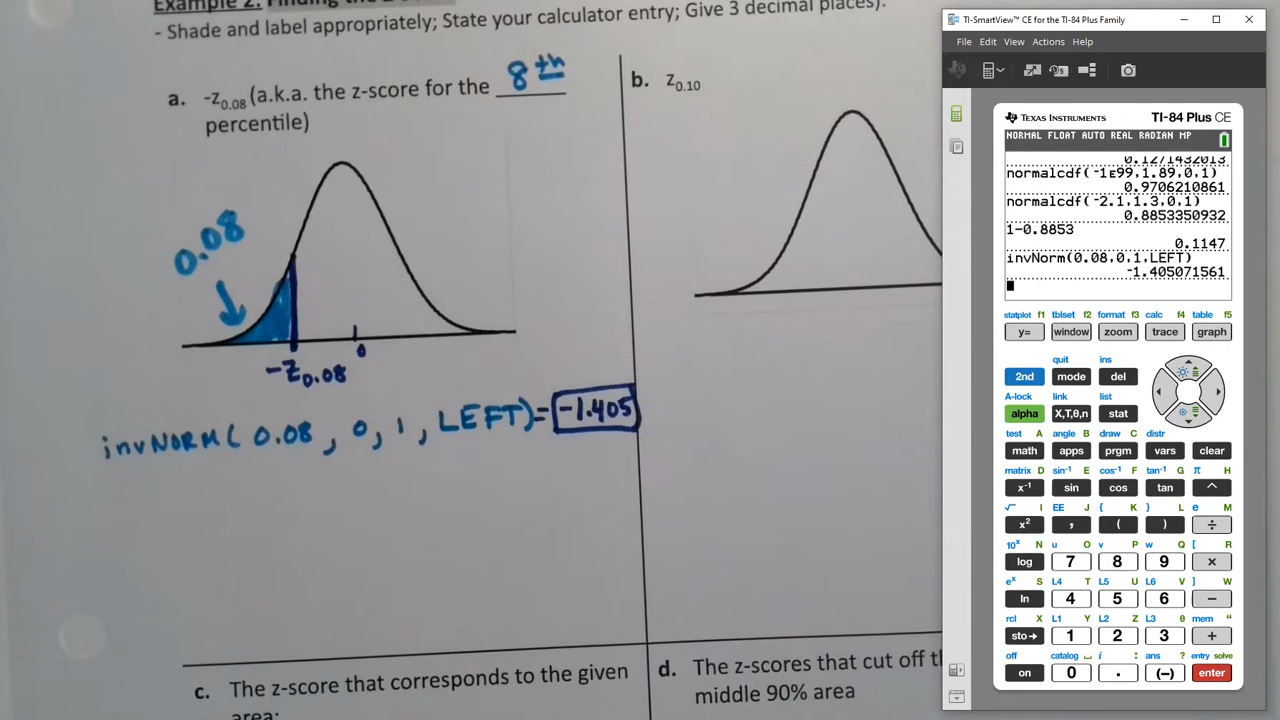 - Shade and label appropriately; State your calculator entry; Give 3 decimal places).
a. -z0.08 (a.k.a. the z-score for the 8th
percentile)
0.08
0
-Z0.08
invNORM( 0.08 , 0, 1, LEFT) = -1.405
b. z0.10
c. The z-score that corresponds to the given
area:
d. The z-scores that cut off t
middle 90% area
TI-SmartView™ CE for the TI-84 Plus Family
File Edit View Actions Help
TEXAS INSTRUMENTS TI-84 Plus CE
NORMAL FLOAT AUTO REAL RADIAN MP
0.1271432013
normalcdf(-1E99,1.89,0,1)
0.9706210861
normalcdf(-2.1,1.3,0,1)
0.8853350932
1-0.8853
0.1147
invNorm(0.08,0,1,LEFT)
-1.405071561
statplot f1 tblset f2 format f3 calc f4 table f5
y= window zoom trace graph
quit ins
2nd mode del
A-lock link list
alpha X,T,θ,n stat
test A angle B draw C distr
math apps prgm vars clear
matrix D sin-1 E cos-1 F tan-1 G π H
x-1 sin cos tan ^
√ I EE J { K } L e M
x2 , ( ) ÷
10x N u O v P w Q [ R
log 7 8 9 ×
ex S L4 T L5 U L6 V ] W
ln 4 5 6 −
rcl X L1 Y L2 Z L3 θ mem "
sto→ 1 2 3 +
off catalog i : ans ? entry solve
on 0 . (−) enter